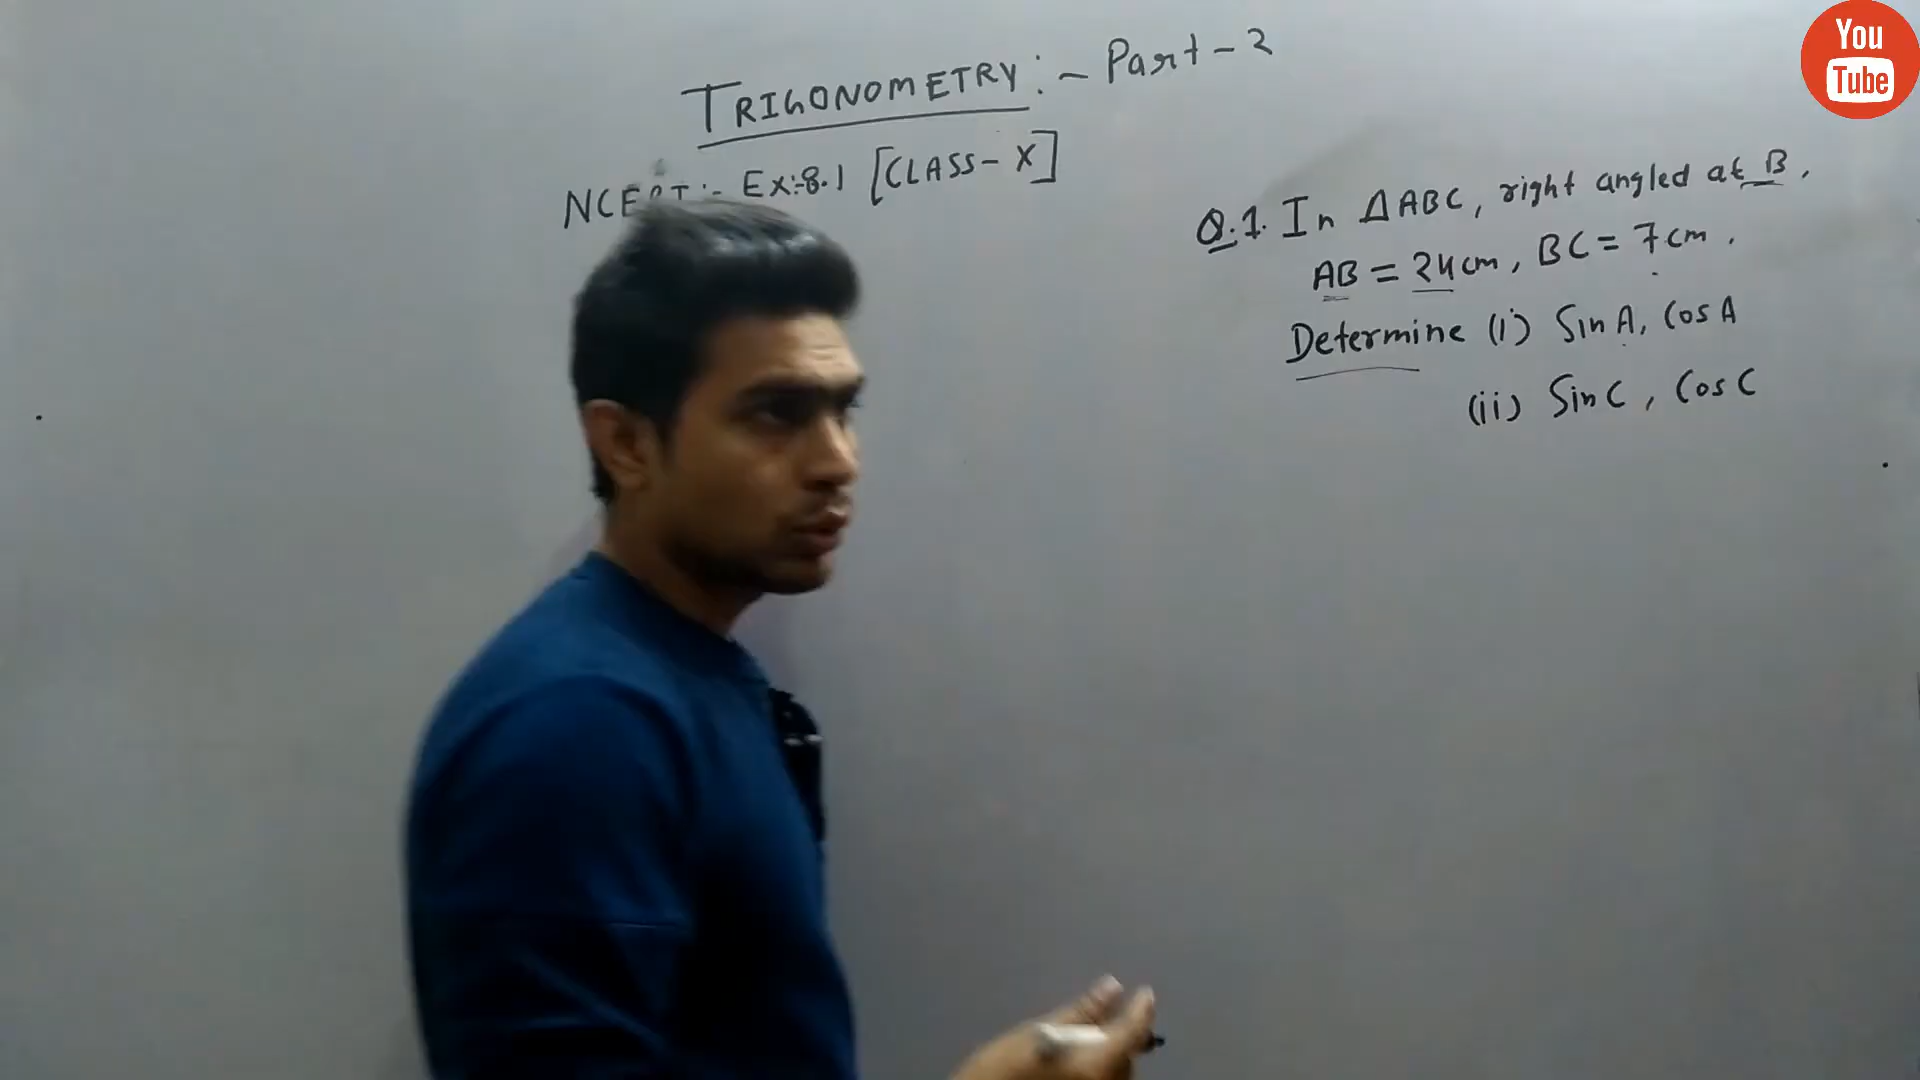 TRIGONOMETRY :- Part-2
NCERT :- Ex:-8.1 [CLASS-X]
Q.1. In ΔABC, right angled at B,
AB = 24cm, BC = 7cm.
Determine (i) Sin A, Cos A
(ii) Sin C, Cos C
You
Tube